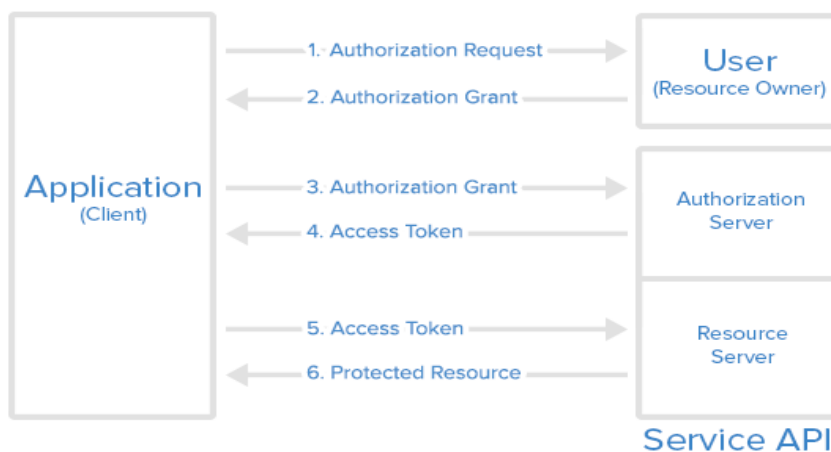 1. Authorization Request
User
(Resource Owner)
2. Authorization Grant
Application
(Client)
3. Authorization Grant
Authorization
Server
4. Access Token
5. Access Token
Resource
Server
6. Protected Resource
Service API